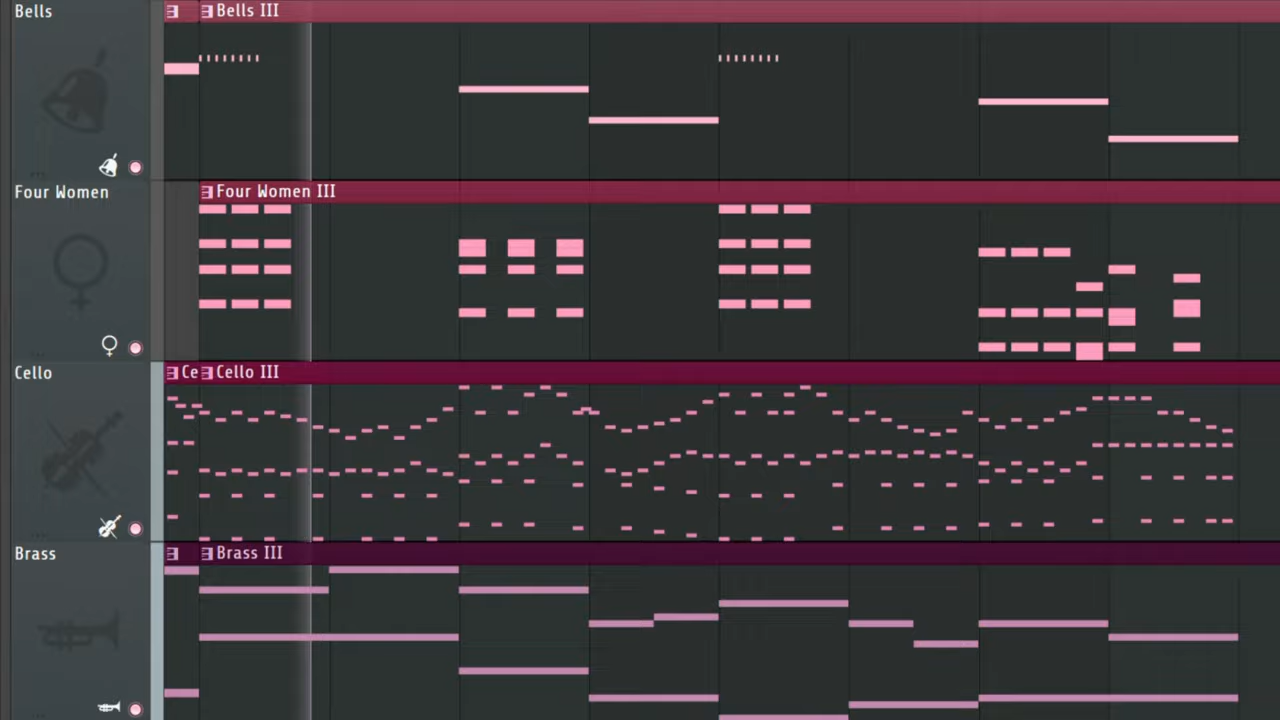 Bells
Bells III
Four Women
Four Women III
Cello
Ce
Cello III
Brass
Brass III